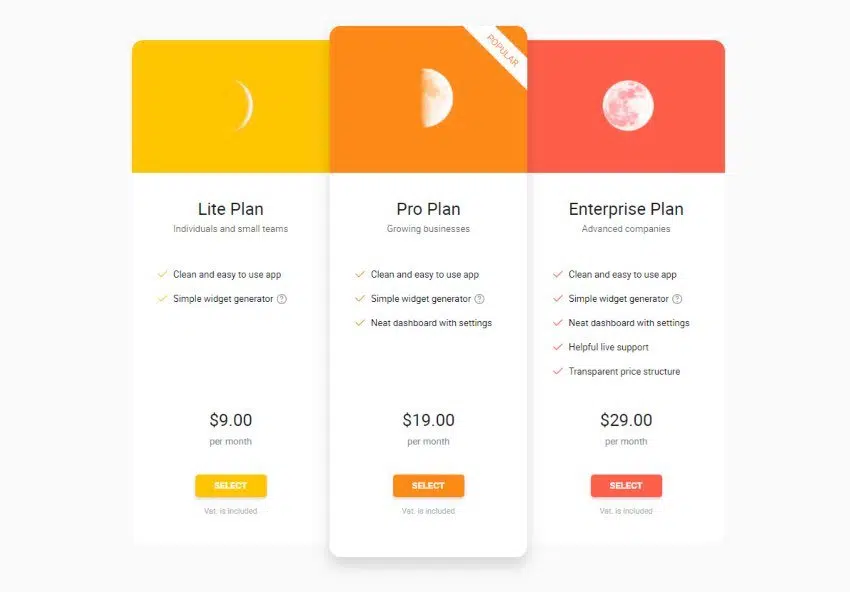 POPULAR
Lite Plan
Individuals and small teams
Clean and easy to use app
Simple widget generator ?
$9.00
per month
SELECT
Vat. is included
Pro Plan
Growing businesses
Clean and easy to use app
Simple widget generator ?
Neat dashboard with settings
$19.00
per month
SELECT
Vat. is included
Enterprise Plan
Advanced companies
Clean and easy to use app
Simple widget generator ?
Neat dashboard with settings
Helpful live support
Transparent price structure
$29.00
per month
SELECT
Vat. is included